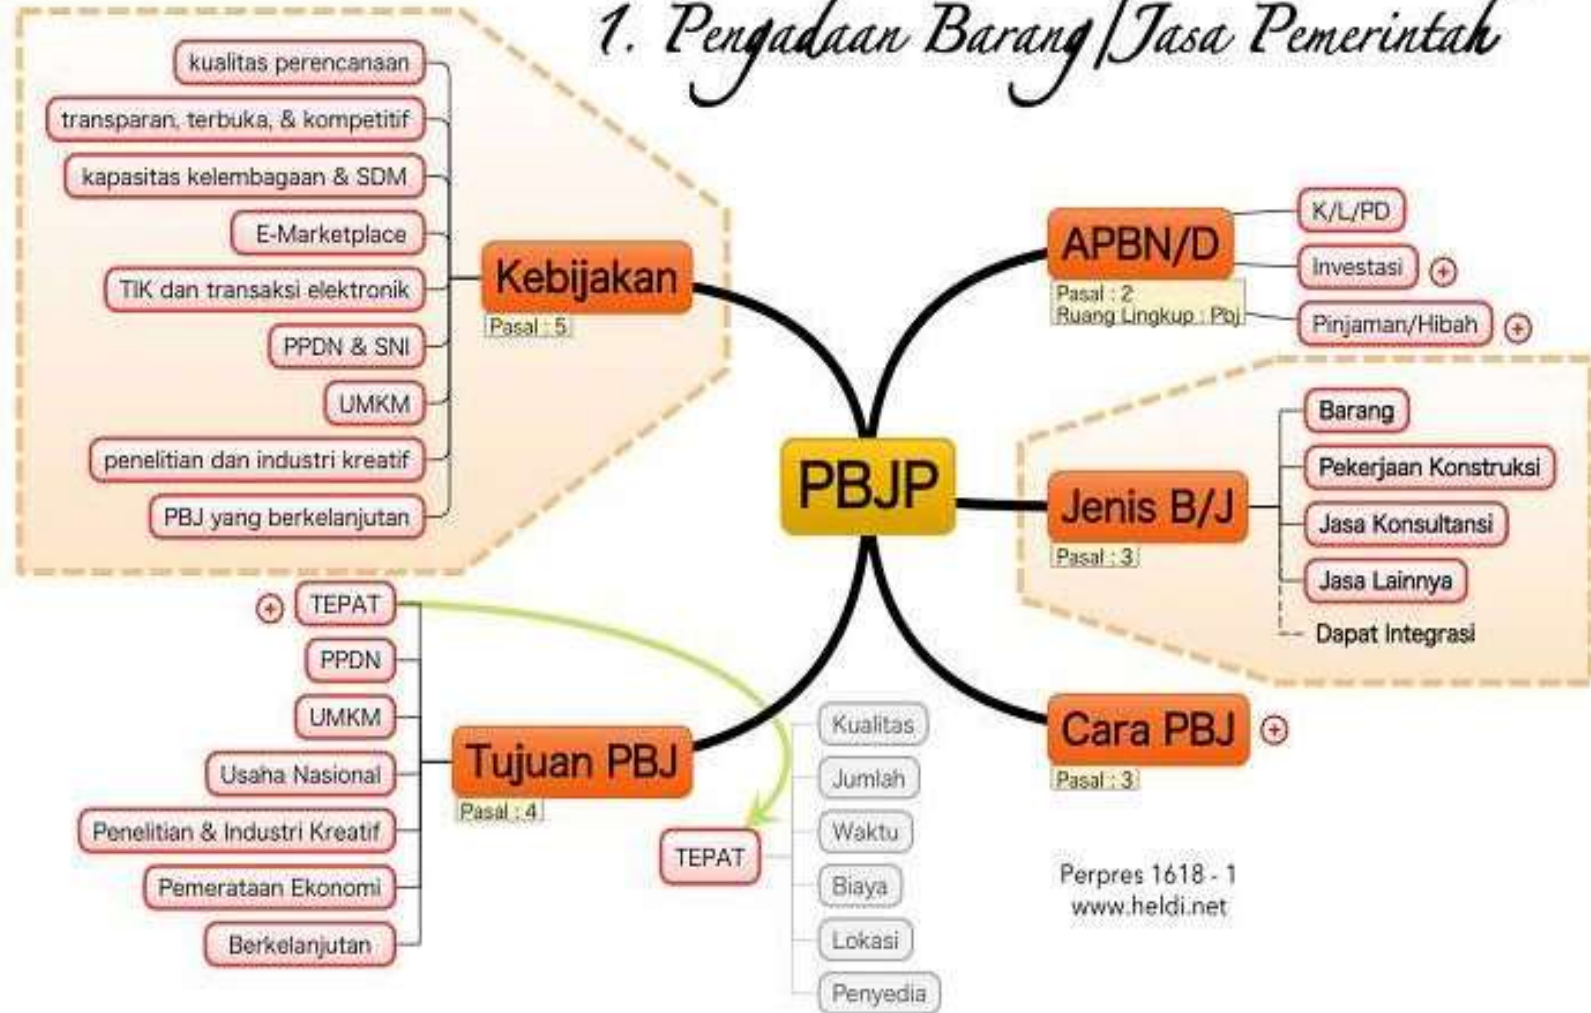 1. Pengadaan Barang/Jasa Pemerintah
kualitas perencanaan
transparan, terbuka, & kompetitif
kapasitas kelembagaan & SDM
E-Marketplace
TIK dan transaksi elektronik
PPDN & SNI
UMKM
penelitian dan industri kreatif
PBJ yang berkelanjutan
Kebijakan
Pasal : 5
APBN/D
Pasal : 2
Ruang Lingkup : Pbj
K/L/PD
Investasi
Pinjaman/Hibah
PBJP
Jenis B/J
Pasal : 3
Barang
Pekerjaan Konstruksi
Jasa Konsultansi
Jasa Lainnya
Dapat Integrasi
TEPAT
PPDN
UMKM
Usaha Nasional
Penelitian & Industri Kreatif
Pemerataan Ekonomi
Berkelanjutan
Tujuan PBJ
Pasal : 4
TEPAT
Kualitas
Jumlah
Waktu
Biaya
Lokasi
Penyedia
Cara PBJ
Pasal : 3
Perpres 1618 - 1
www.heldi.net